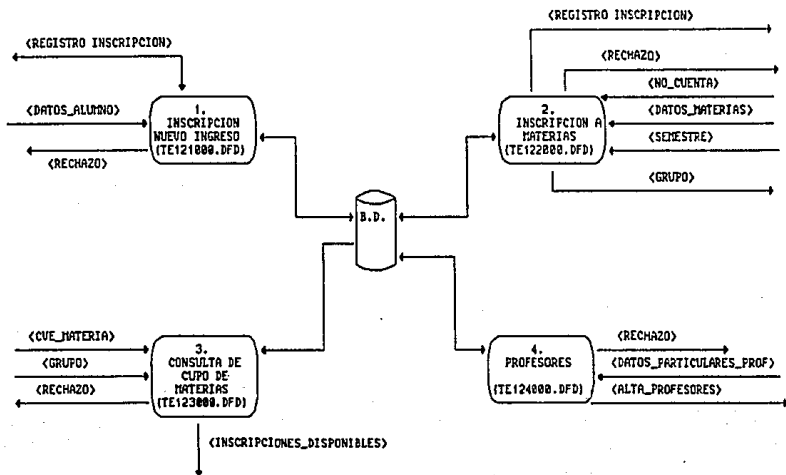 <REGISTRO INSCRIPCION>
<DATOS_ALUMNO>
<RECHAZO>
1.
INSCRIPCION
NUEVO INGRESO
(TE121000.DFD)
<REGISTRO INSCRIPCION>
<RECHAZO>
<NO_CUENTA>
<DATOS_MATERIAS>
<SEMESTRE>
<GRUPO>
2.
INSCRIPCION A
MATERIAS
(TE122000.DFD)
B.D.
<CVE_MATERIA>
<GRUPO>
<RECHAZO>
3.
CONSULTA DE
CUPO DE
MATERIAS
(TE123000.DFD)
<INSCRIPCIONES_DISPONIBLES>
4.
PROFESORES
(TE124000.DFD)
<RECHAZO>
<DATOS_PARTICULARES_PROF>
<ALTA_PROFESORES>